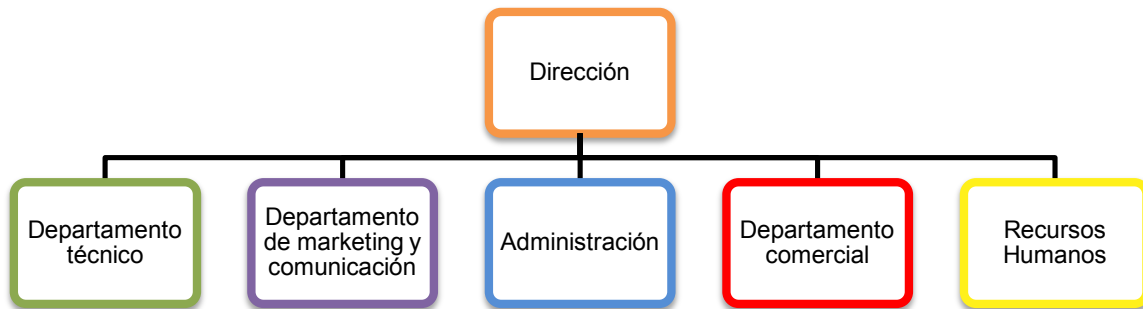 Dirección
Departamento
técnico
Departamento
de marketing y
comunicación
Administración
Departamento
comercial
Recursos
Humanos